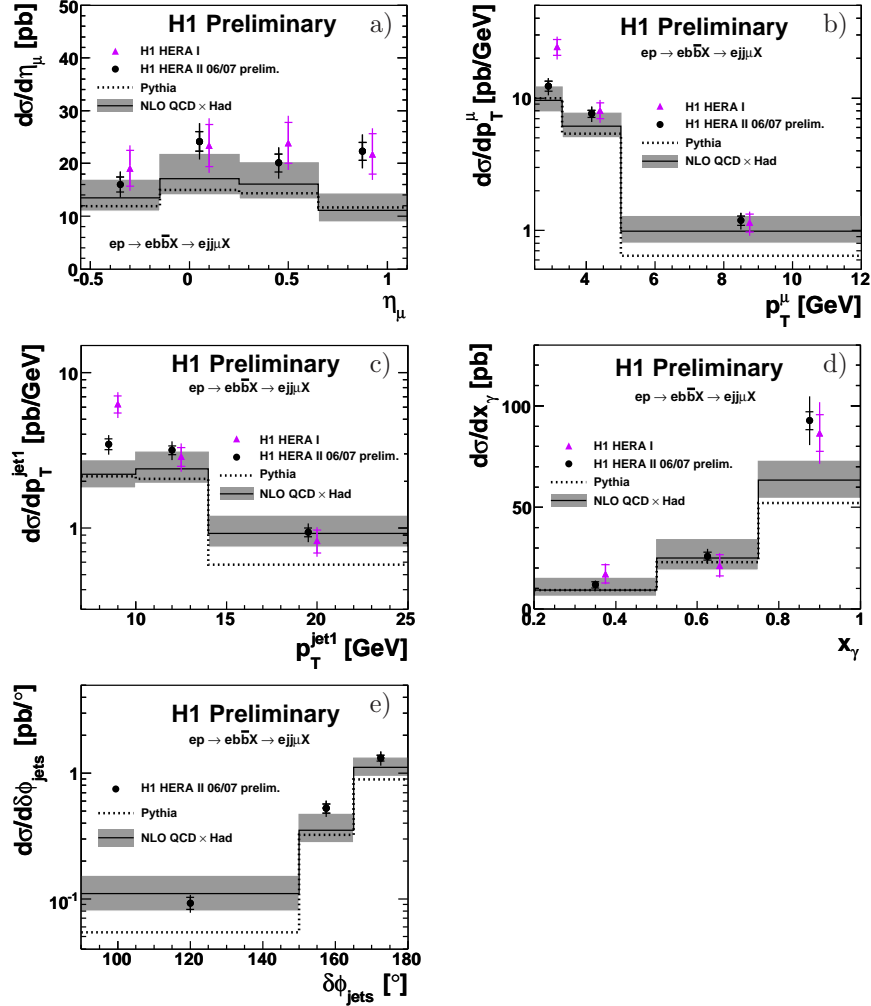 H1 Preliminary
a)
dσ/dη_μ [pb]
50
40
30
20
10
0
H1 HERA I
H1 HERA II 06/07 prelim.
Pythia
NLO QCD × Had
ep → ebb̄X → ejjμX
-0.5 0 0.5 1
η_μ
H1 Preliminary
b)
dσ/dp_T^μ [pb/GeV]
ep → ebb̄X → ejjμX
10
1
H1 HERA I
H1 HERA II 06/07 prelim.
Pythia
NLO QCD × Had
4 6 8 10 12
p_T^μ [GeV]
H1 Preliminary
c)
dσ/dp_T^jet1 [pb/GeV]
ep → ebb̄X → ejjμX
10
1
H1 HERA I
H1 HERA II 06/07 prelim.
Pythia
NLO QCD × Had
10 15 20 25
p_T^jet1 [GeV]
H1 Preliminary
d)
dσ/dx_γ [pb]
ep → ebb̄X → ejjμX
100
50
0
H1 HERA I
H1 HERA II 06/07 prelim.
Pythia
NLO QCD × Had
0.2 0.4 0.6 0.8 1
x_γ
H1 Preliminary
e)
dσ/dδϕ_jets [pb/°]
ep → ebb̄X → ejjμX
1
10^-1
H1 HERA II 06/07 prelim.
Pythia
NLO QCD × Had
100 120 140 160 180
δϕ_jets [°]